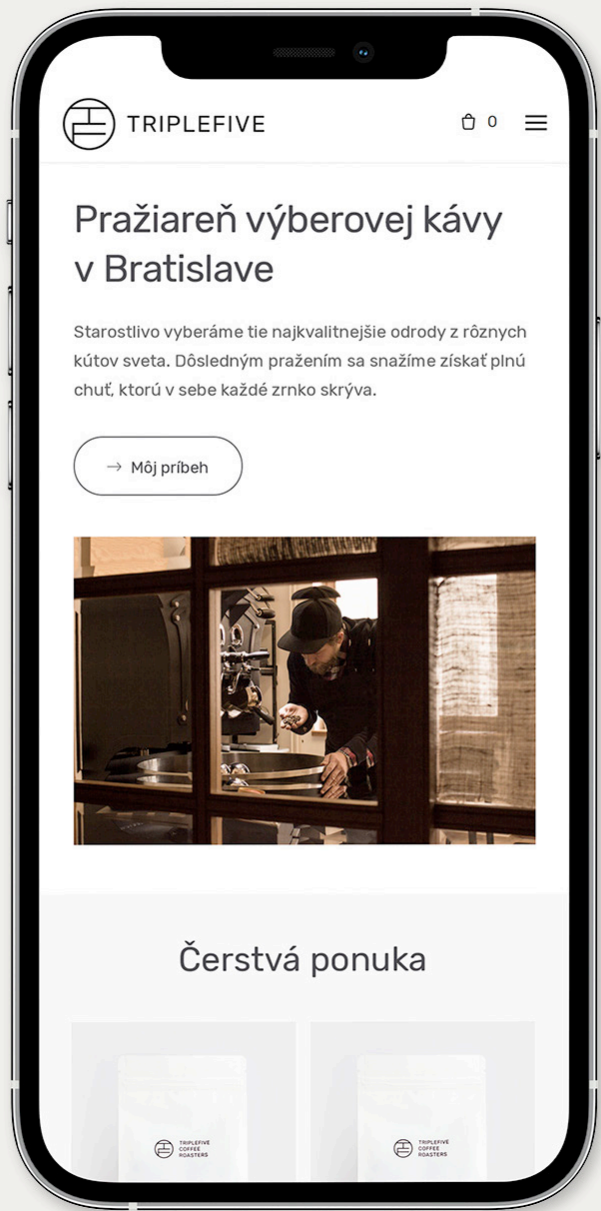 TRIPLEFIVE
0
Pražiareň výberovej kávy
v Bratislave
Starostlivo vyberáme tie najkvalitnejšie odrody z rôznych
kútov sveta. Dôsledným pražením sa snažíme získať plnú
chuť, ktorú v sebe každé zrnko skrýva.
→ Môj príbeh
Čerstvá ponuka
TRIPLEFIVE
COFFEE
ROASTERS
TRIPLEFIVE
COFFEE
ROASTERS